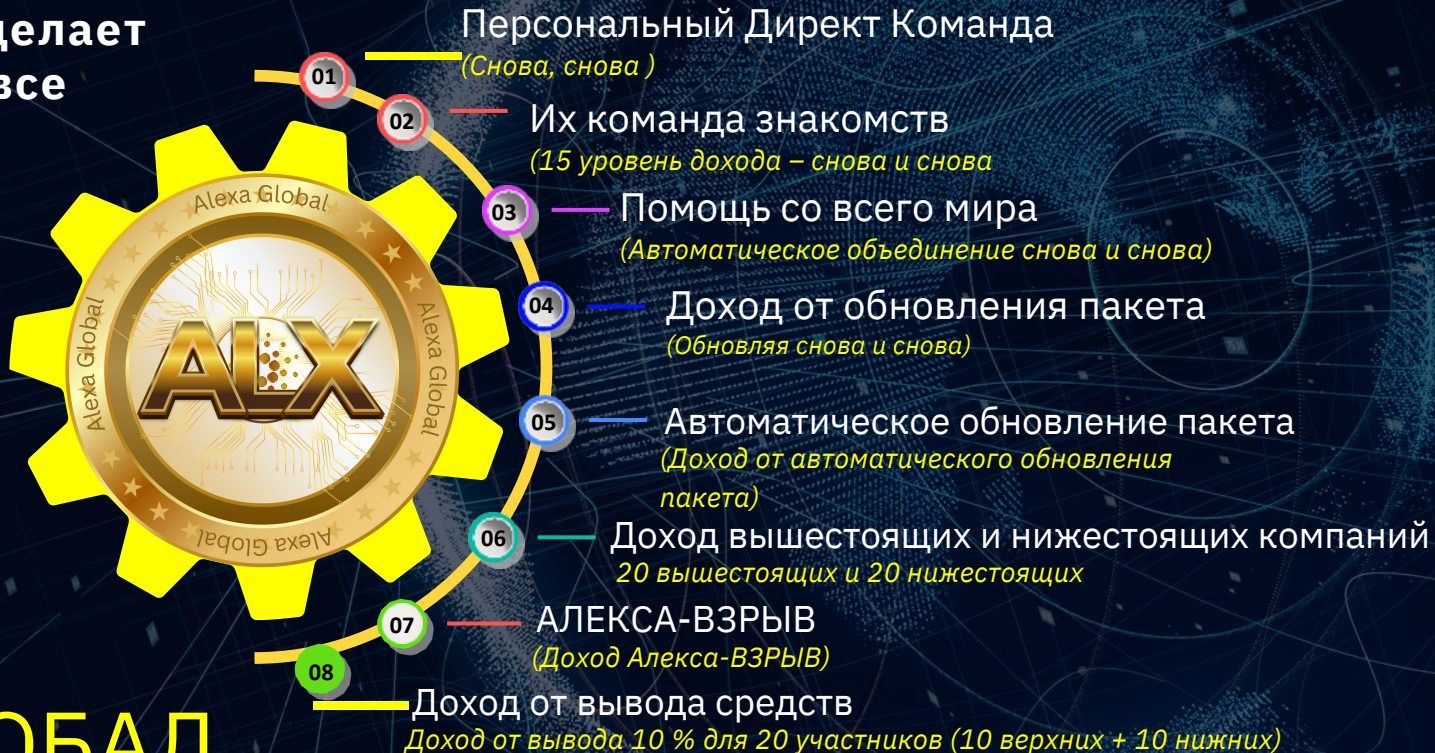 делает
все
01
Персональный Директ Команда
(Снова, снова )
02
Их команда знакомств
(15 уровень дохода – снова и снова
03
Помощь со всего мира
(Автоматическое объединение снова и снова)
04
Доход от обновления пакета
(Обновляя снова и снова)
05
Автоматическое обновление пакета
(Доход от автоматического обновления
пакета)
06
Доход вышестоящих и нижестоящих компаний
20 вышестоящих и 20 нижестоящих
07
АЛЕКСА-ВЗРЫВ
(Доход Алекса-ВЗРЫВ)
08
Доход от вывода средств
Доход от вывода 10 % для 20 участников (10 верхних + 10 нижних)
Alexa Global
Alexa Global
ALX
Alexa Global
Alexa Global
ОБАЛ